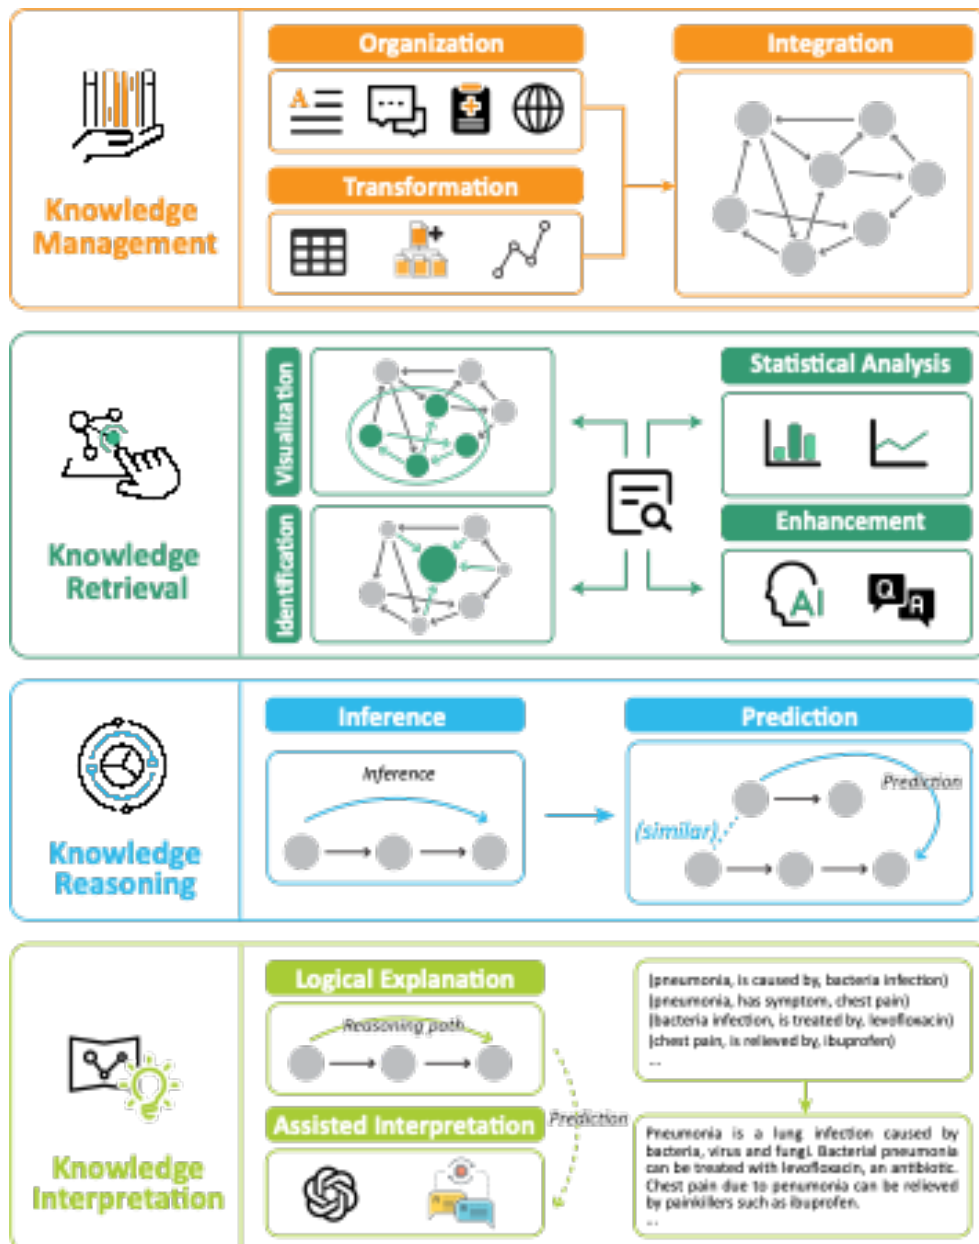 Organization
Integration
A
Transformation
Knowledge
Management
Visualization
Statistical Analysis
Identification
Enhancement
AI
Q
A
Knowledge
Retrieval
Inference
Prediction
Inference
Prediction
(similar)
Knowledge
Reasoning
Logical Explanation
Reasoning path
Assisted Interpretation
Prediction
Knowledge
Interpretation
(pneumonia, is caused by, bacteria infection)
(pneumonia, has symptom, chest pain)
(bacteria infection, is treated by, levofloxacin)
(chest pain, is relieved by, ibuprofen)
...
Pneumonia is a lung infection caused by
bacteria, virus and fungi. Bacterial pneumonia
can be treated with levofloxacin, an antibiotic.
Chest pain due to penumonia can be relieved
by painkillers such as ibuprofen.
...